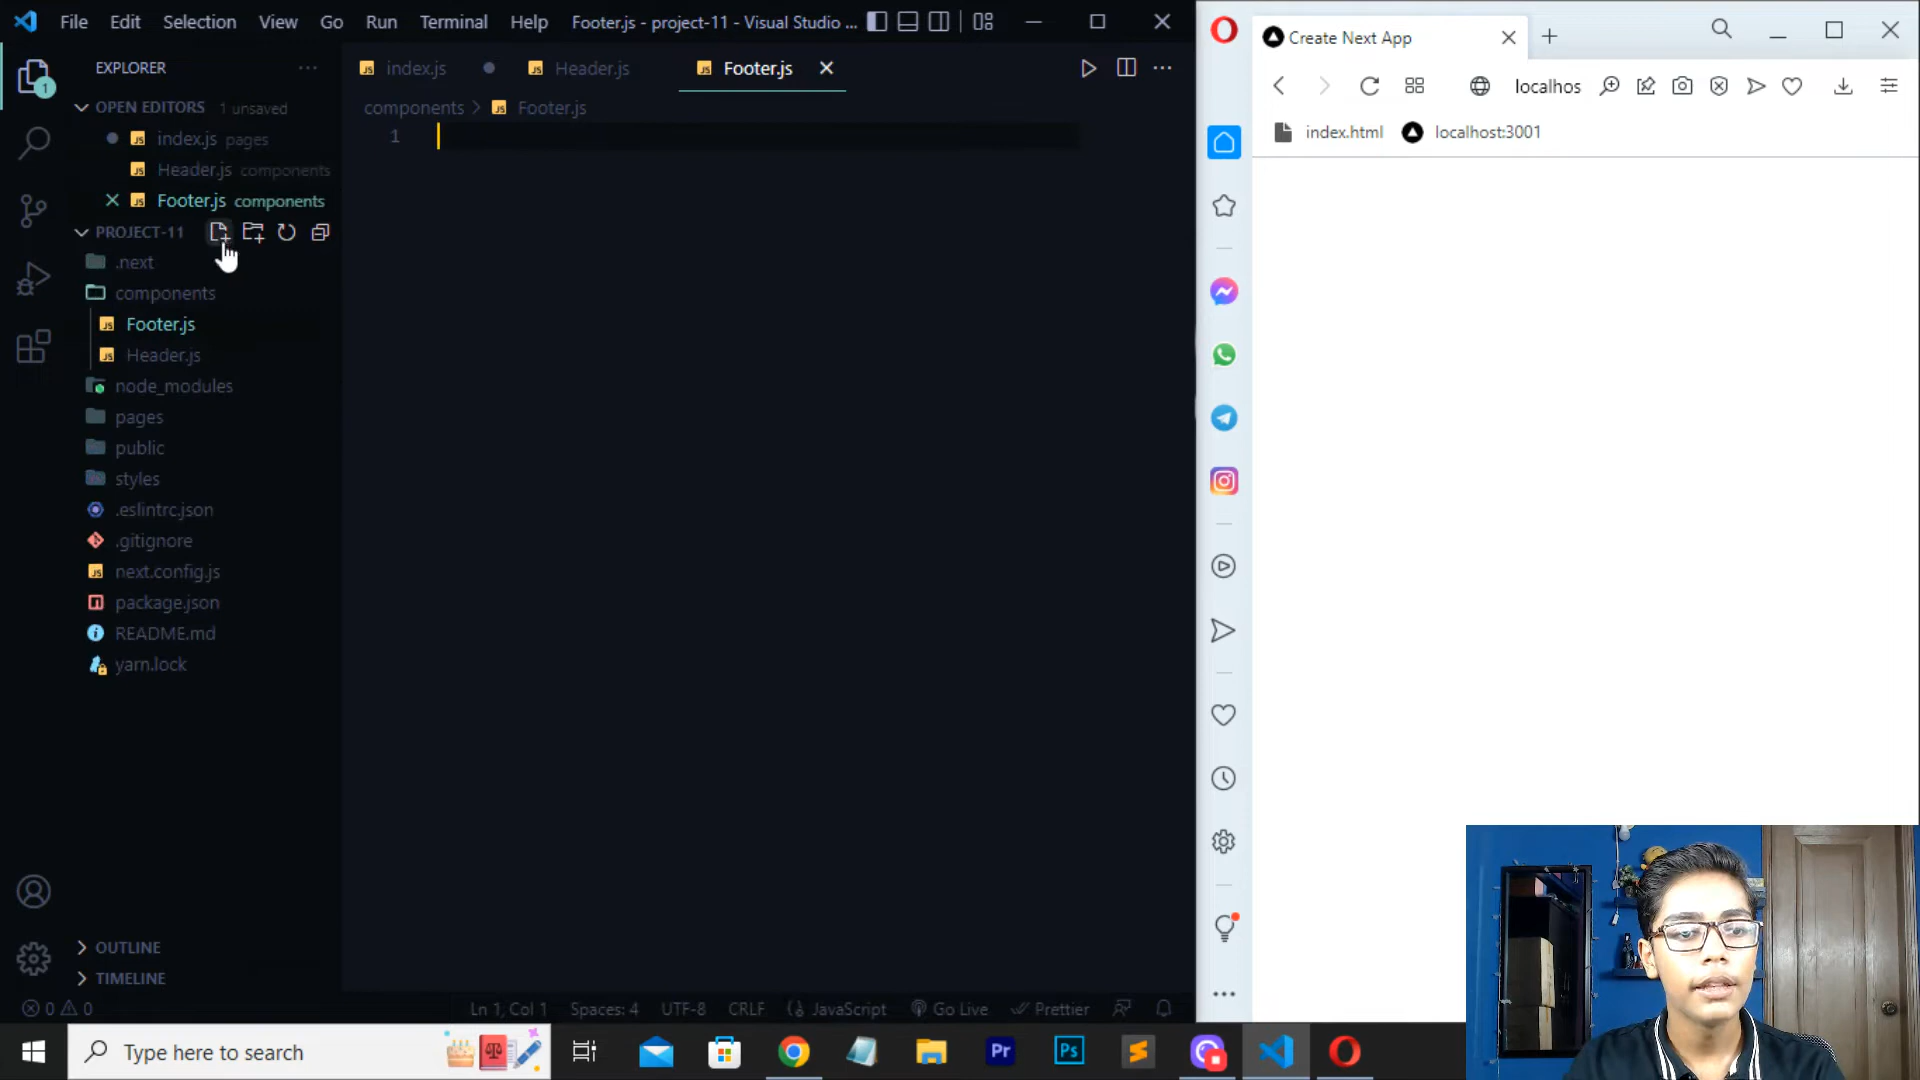 File Edit Selection View Go Run Terminal Help Footer.js - project-11 - Visual Studio ...
EXPLORER
OPEN EDITORS 1 unsaved
index.js pages
Header.js components
Footer.js components
PROJECT-11
.next
components
Footer.js
Header.js
node_modules
pages
public
styles
.eslintrc.json
.gitignore
next.config.js
package.json
README.md
yarn.lock
OUTLINE
TIMELINE
index.js Header.js Footer.js
components > Footer.js
1
0 0 Ln 1, Col 1 Spaces: 4 UTF-8 CRLF JavaScript Go Live Prettier
Create Next App
localhos
index.html localhost:3001
Type here to search
Pr Ps